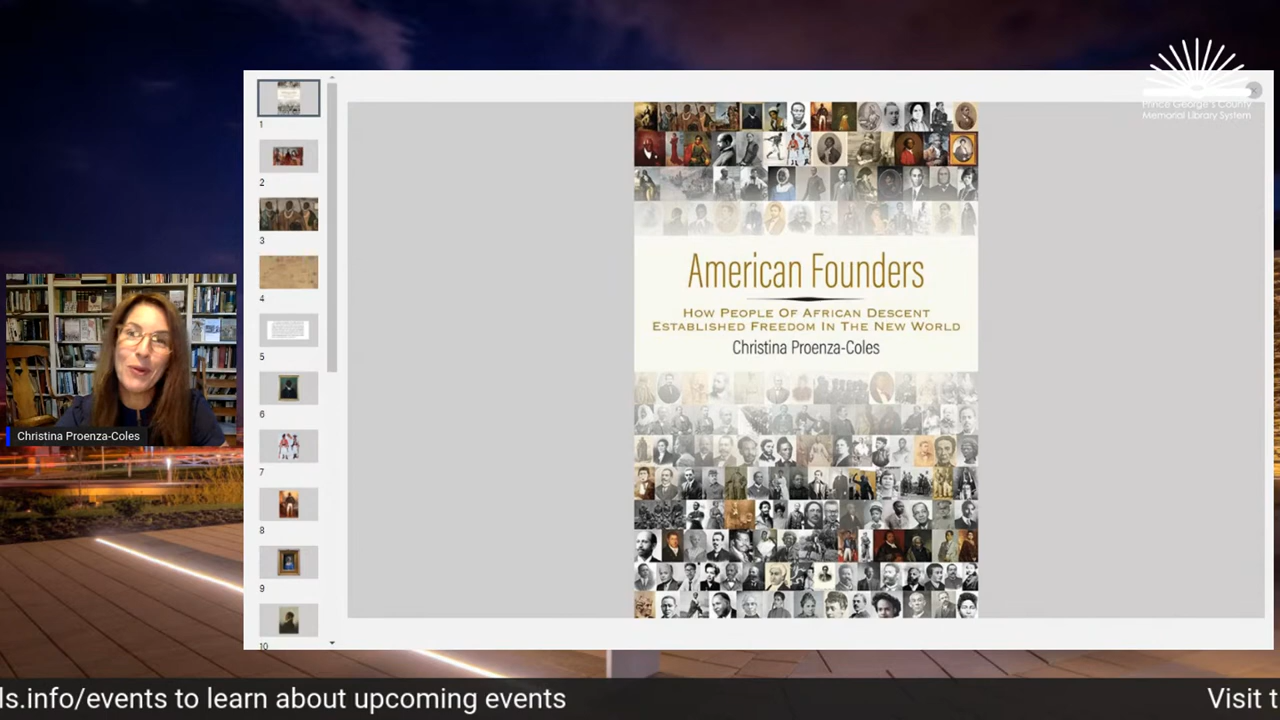 Prince George's County
Memorial Library System
1
2
3
4
5
6
7
8
9
10
American Founders
HOW PEOPLE OF AFRICAN DESCENT
ESTABLISHED FREEDOM IN THE NEW WORLD
Christina Proenza-Coles
Christina Proenza-Coles
ls.info/events to learn about upcoming events
Visit t